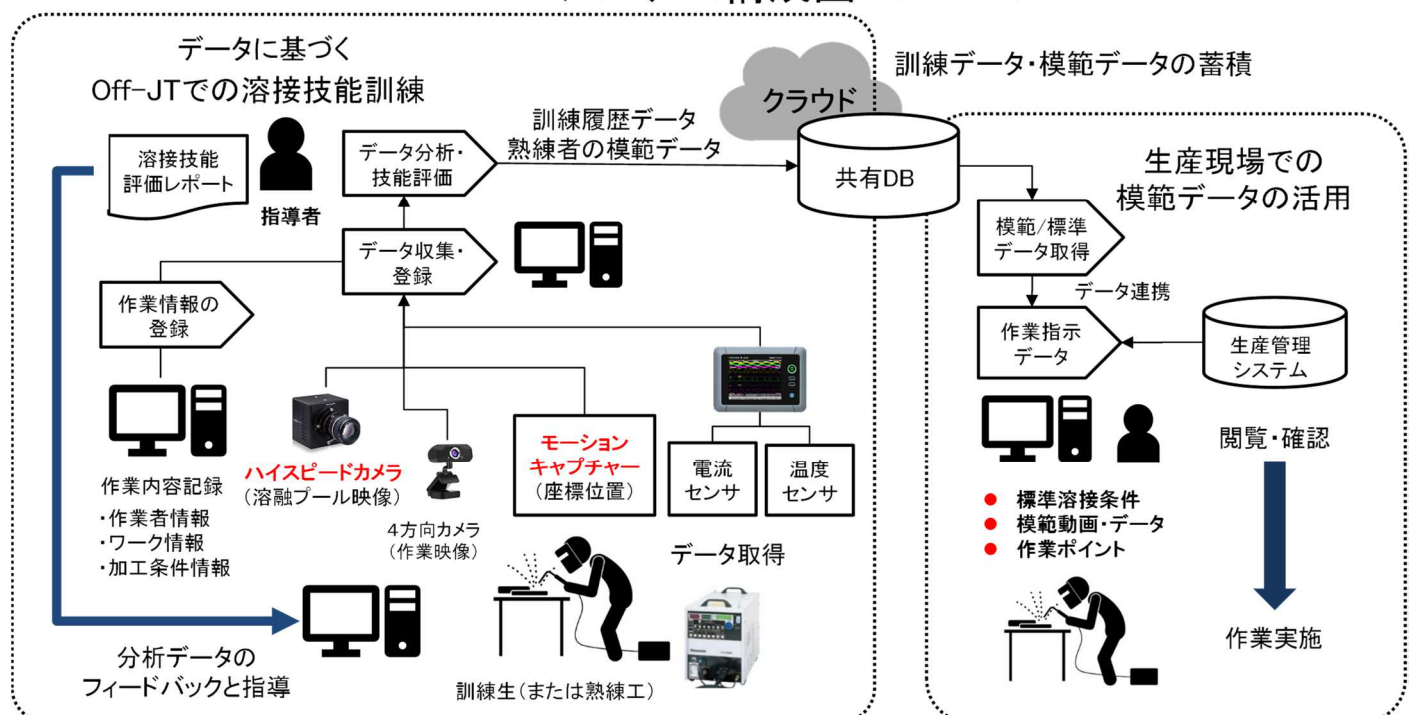 データに基づく
Off-JTでの溶接技能訓練
クラウド
訓練データ・模範データの蓄積
溶接技能
評価レポート
指導者
データ分析・
技能評価
訓練履歴データ
熟練者の模範データ
共有DB
生産現場での
模範データの活用
データ収集・
登録
模範/標準
データ取得
作業情報の
登録
データ連携
作業指示
データ
生産管理
システム
ハイスピードカメラ
(溶融プール映像)
モーション
キャプチャー
(座標位置)
電流
センサ
温度
センサ
閲覧・確認
作業内容記録
・作業者情報
・ワーク情報
・加工条件情報
4方向カメラ
(作業映像)
データ取得
● 標準溶接条件
● 模範動画・データ
● 作業ポイント
作業実施
分析データの
フィードバックと指導
訓練生(または熟練工)